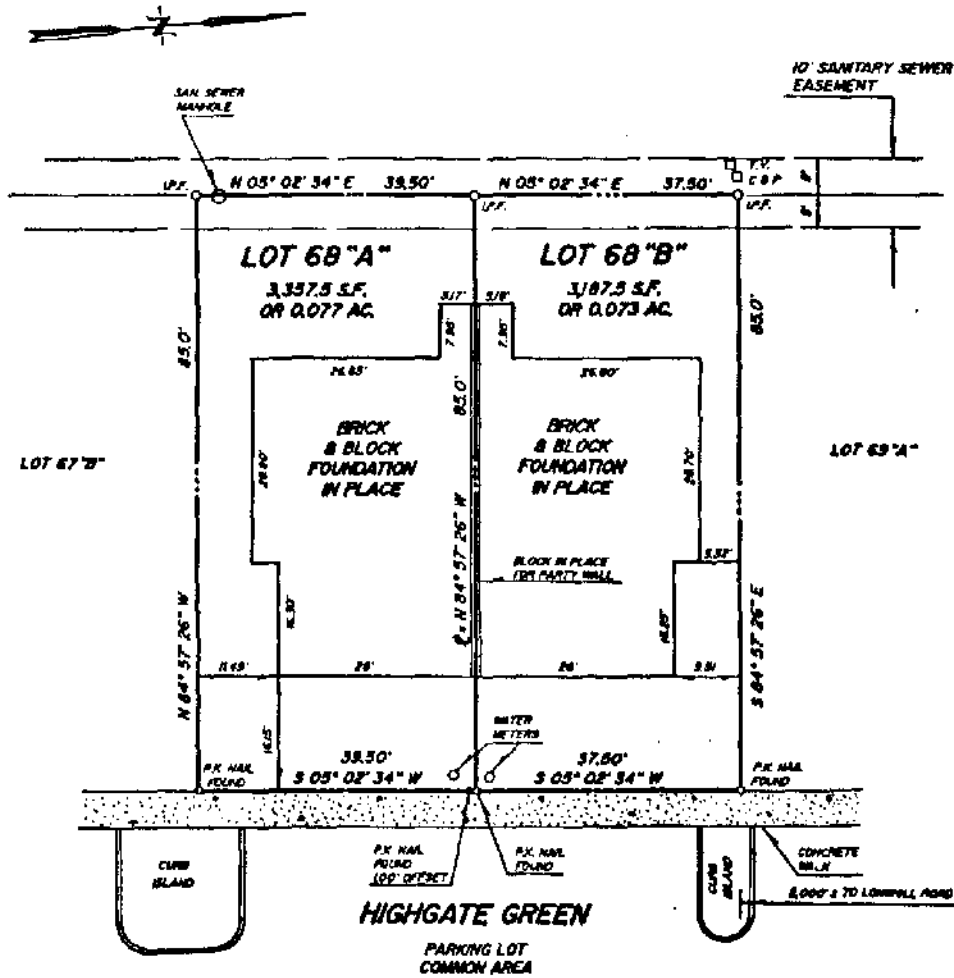 10' SANITARY SEWER
EASEMENT
SAN. SEWER
MANHOLE
T.V.
C & P
I.P.F.
N 05° 02' 34" E 39.50'
N 05° 02' 34" E 37.50'
I.P.F.
I.P.F.
LOT 68 "A"
3,357.5 S.F.
OR 0.077 AC.
LOT 68 "B"
3,187.5 S.F.
OR 0.073 AC.
85.0'
85.0'
85.0'
26.80'
BRICK
& BLOCK
FOUNDATION
IN PLACE
BRICK
& BLOCK
FOUNDATION
IN PLACE
LOT 67 "B"
LOT 69 "A"
BLOCK IN PLACE
FOR PARTY WALL
N 84° 57' 26" W
N 84° 57' 26" W
S 84° 57' 26" E
11.49'
26'
26'
WATER
METERS
39.50'
S 05° 02' 34" W
37.50'
S 05° 02' 34" W
P.K. NAIL
FOUND
P.K. NAIL
FOUND
CURB
ISLAND
P.K. NAIL
FOUND
1.00' OFFSET
P.K. NAIL
FOUND
CURB
ISLAND
CONCRETE
WALK
HIGHGATE GREEN
PARKING LOT
COMMON AREA